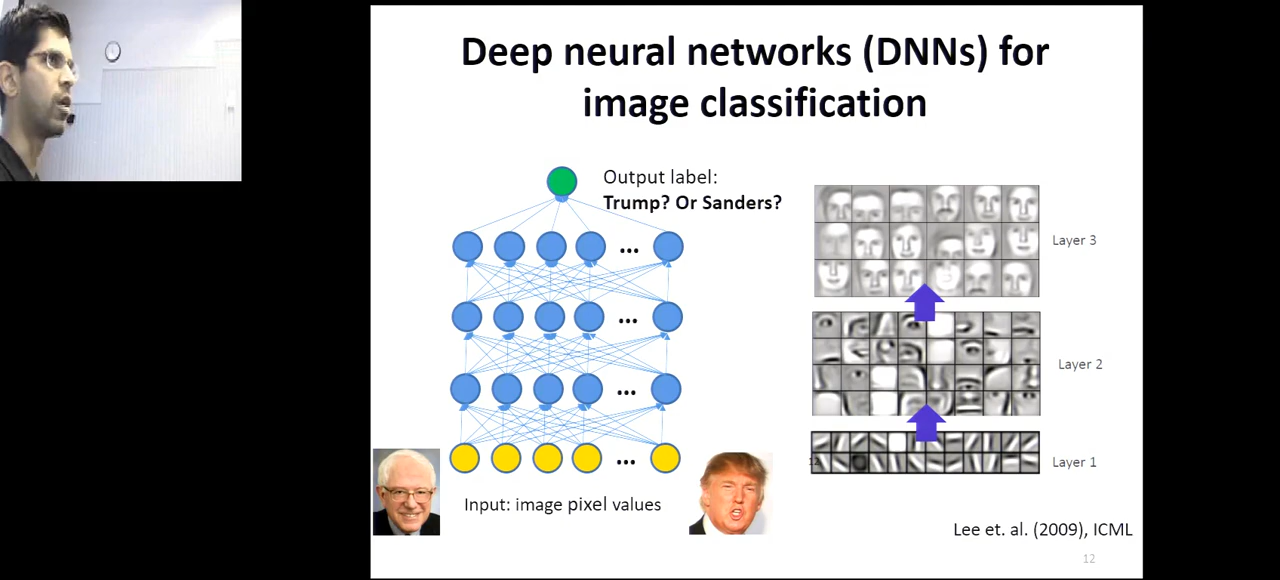 Deep neural networks (DNNs) for
image classification
Output label:
Trump? Or Sanders?
...
...
...
...
Input: image pixel values
Layer 3
Layer 2
12
Layer 1
Lee et. al. (2009), ICML
12